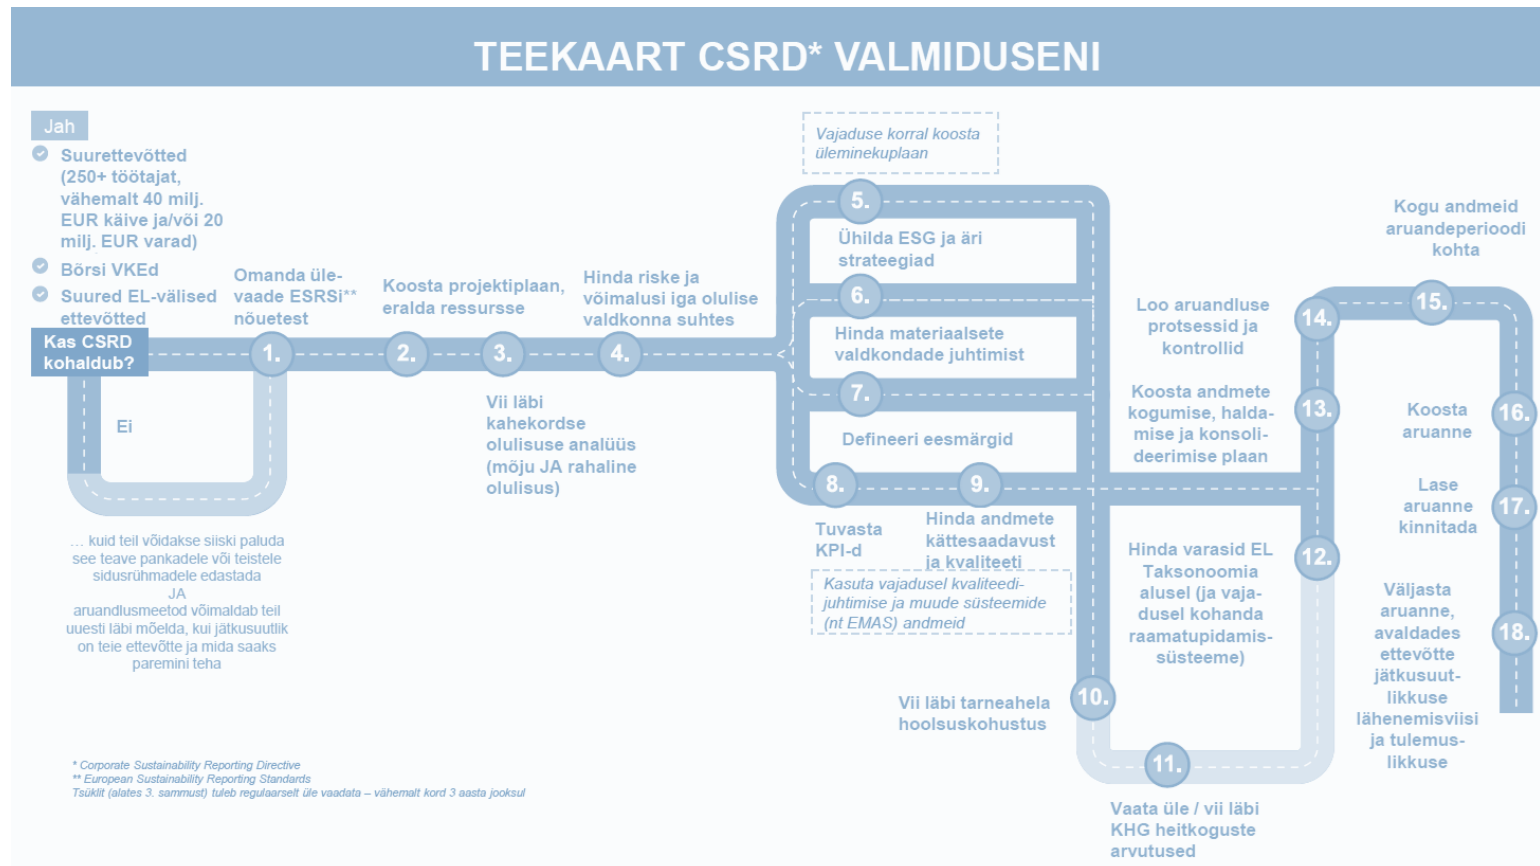 TEEKAART CSRD* VALMIDUSENI
Jah
Suurettevõtted
(250+ töötajat,
vähemalt 40 milj.
EUR käive ja/või 20
milj. EUR varad)
Börsi VKEd
Suured EL-välised
ettevõtted
Kas CSRD
kohaldub?
Ei
… kuid teil võidakse siiski paluda
see teave pankadele või teistele
sidusrühmadele edastada
JA
aruandlusmeetod võimaldab teil
uuesti läbi mõelda, kui jätkusuutlik
on teie ettevõtte ja mida saaks
paremini teha
Omanda üle-
vaade ESRSi**
nõuetest
1.
Koosta projektiplaan,
eralda ressursse
2.
3.
Vii läbi
kahekordse
olulisuse analüüs
(mõju JA rahaline
olulisus)
Hinda riske ja
võimalusi iga olulise
valdkonna suhtes
4.
Vajaduse korral koosta
üleminekuplaan
5.
Ühilda ESG ja äri
strateegiad
6.
Hinda materiaalsete
valdkondade juhtimist
7.
Defineeri eesmärgid
8.
Tuvasta
KPI-d
9.
Hinda andmete
kättesaadavust
ja kvaliteeti
Kasuta vajadusel kvaliteedi-
juhtimise ja muude süsteemide
(nt EMAS) andmeid
10.
Vii läbi tarneahela
hoolsuskohustus
11.
Vaata üle / vii läbi
KHG heitkoguste
arvutused
12.
Hinda varasid EL
Taksonoomia
alusel (ja vaja-
dusel kohanda
raamatupidamis-
süsteeme)
13.
Koosta andmete
kogumise, halda-
mise ja konsoli-
deerimise plaan
14.
Loo aruandluse
protsessid ja
kontrollid
Kogu andmeid
aruandeperioodi
kohta
15.
Koosta
aruanne
16.
Lase
aruanne
kinnitada
17.
Väljasta
aruanne,
avaldades
ettevõtte
jätkusuut-
likkuse
lähenemisviisi
ja tulemus-
likkuse
18.
* Corporate Sustainability Reporting Directive
** European Sustainability Reporting Standards
Tsüklit (alates 3. sammust) tuleb regulaarselt üle vaadata – vähemalt kord 3 aasta jooksul